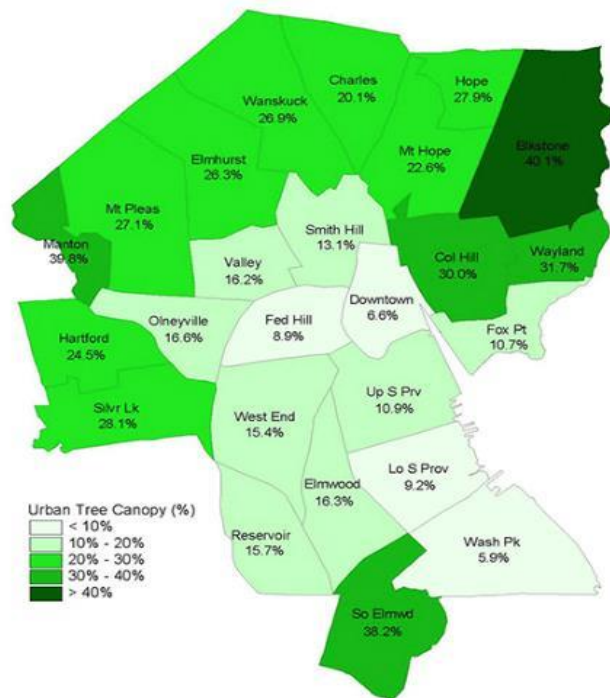 Charles
20.1%
Hope
27.9%
Wanskuck
26.9%
Blkstone
40.1%
Mt Hope
22.6%
Elmhurst
26.3%
Mt Pleas
27.1%
Smith Hill
13.1%
Manton
39.8%
Valley
16.2%
Col Hill
30.0%
Wayland
31.7%
Downtown
6.6%
Olneyville
16.6%
Fed Hill
8.9%
Fox Pt
10.7%
Hartford
24.5%
Up S Prv
10.9%
Silvr Lk
28.1%
West End
15.4%
Lo S Prov
9.2%
Elmwood
16.3%
Urban Tree Canopy (%)
< 10%
10% - 20%
20% - 30%
30% - 40%
> 40%
Reservoir
15.7%
Wash Pk
5.9%
So Elmwd
38.2%